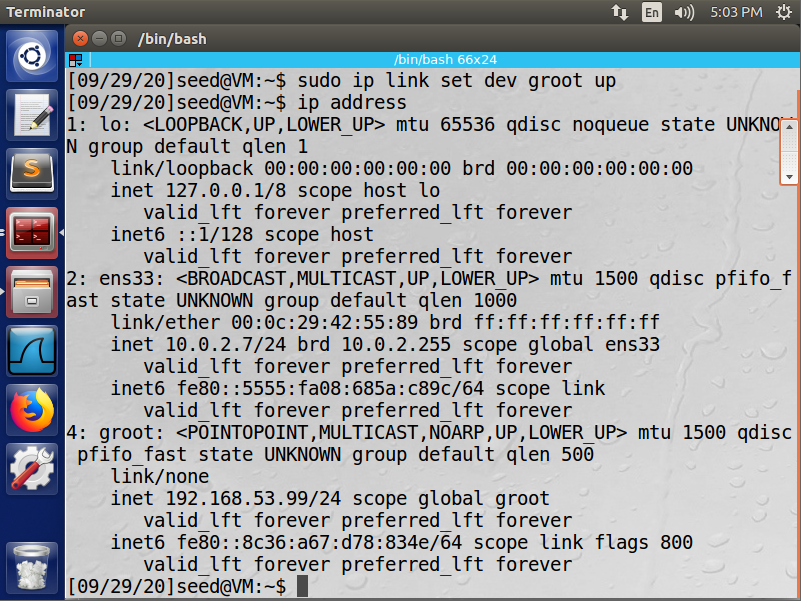 Terminator
En
5:03 PM
/bin/bash
/bin/bash 66x24
[09/29/20]seed@VM:~$ sudo ip link set dev groot up
[09/29/20]seed@VM:~$ ip address
1: lo: <LOOPBACK,UP,LOWER_UP> mtu 65536 qdisc noqueue state UNKNOW
N group default qlen 1
    link/loopback 00:00:00:00:00:00 brd 00:00:00:00:00:00
    inet 127.0.0.1/8 scope host lo
       valid_lft forever preferred_lft forever
    inet6 ::1/128 scope host
       valid_lft forever preferred_lft forever
2: ens33: <BROADCAST,MULTICAST,UP,LOWER_UP> mtu 1500 qdisc pfifo_f
ast state UNKNOWN group default qlen 1000
    link/ether 00:0c:29:42:55:89 brd ff:ff:ff:ff:ff:ff
    inet 10.0.2.7/24 brd 10.0.2.255 scope global ens33
       valid_lft forever preferred_lft forever
    inet6 fe80::5555:fa08:685a:c89c/64 scope link
       valid_lft forever preferred_lft forever
4: groot: <POINTOPOINT,MULTICAST,NOARP,UP,LOWER_UP> mtu 1500 qdisc
 pfifo_fast state UNKNOWN group default qlen 500
    link/none
    inet 192.168.53.99/24 scope global groot
       valid_lft forever preferred_lft forever
    inet6 fe80::8c36:a67:d78:834e/64 scope link flags 800
       valid_lft forever preferred_lft forever
[09/29/20]seed@VM:~$